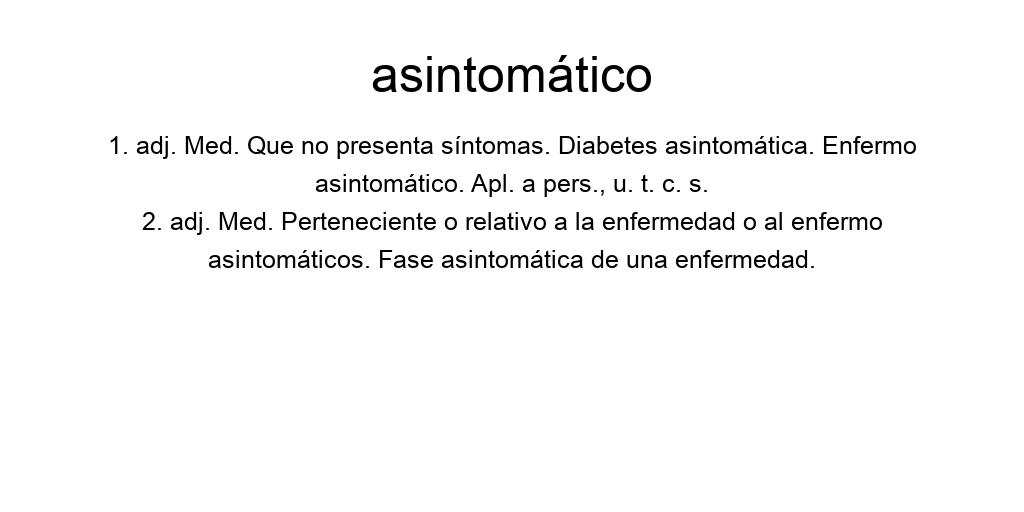 asintomático
1. adj. Med. Que no presenta síntomas. Diabetes asintomática. Enfermo
asintomático. Apl. a pers., u. t. c. s.
2. adj. Med. Perteneciente o relativo a la enfermedad o al enfermo
asintomáticos. Fase asintomática de una enfermedad.